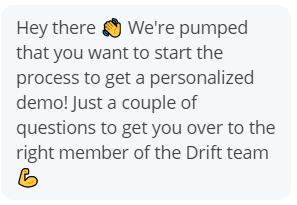 Hey there 👋 We're pumped
that you want to start the
process to get a personalized
demo! Just a couple of
questions to get you over to the
right member of the Drift team
💪